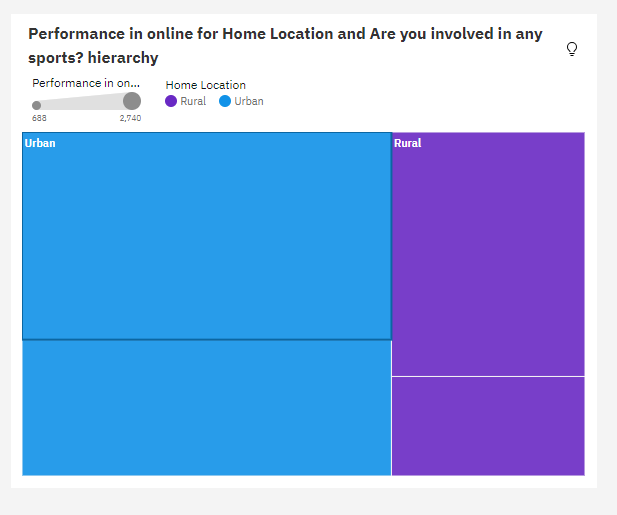 Performance in online for Home Location and Are you involved in any
sports? hierarchy
Performance in on...
Home Location
688
2,740
Rural
Urban
Urban
Rural